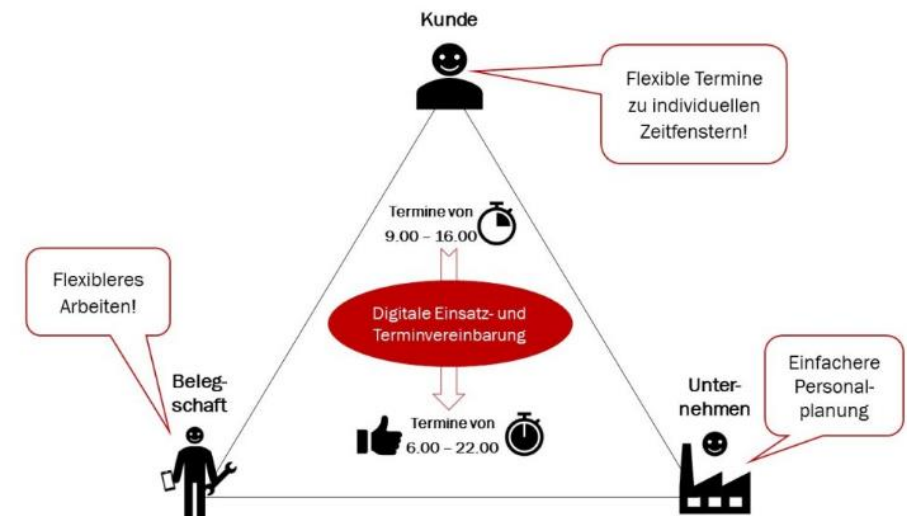 Kunde
Flexible Termine
zu individuellen
Zeitfenstern!
Termine von
9.00 – 16.00
Flexibleres
Arbeiten!
Digitale Einsatz- und
Terminvereinbarung
Beleg-
schaft
Termine von
6.00 – 22.00
Unter-
nehmen
Einfachere
Personal-
planung